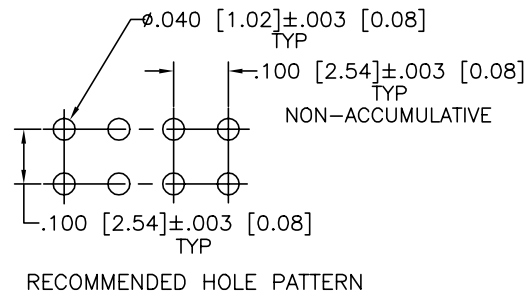 ø.040 [1.02]±.003 [0.08]
TYP
.100 [2.54]±.003 [0.08]
TYP
NON-ACCUMULATIVE
.100 [2.54]±.003 [0.08]
TYP
RECOMMENDED HOLE PATTERN